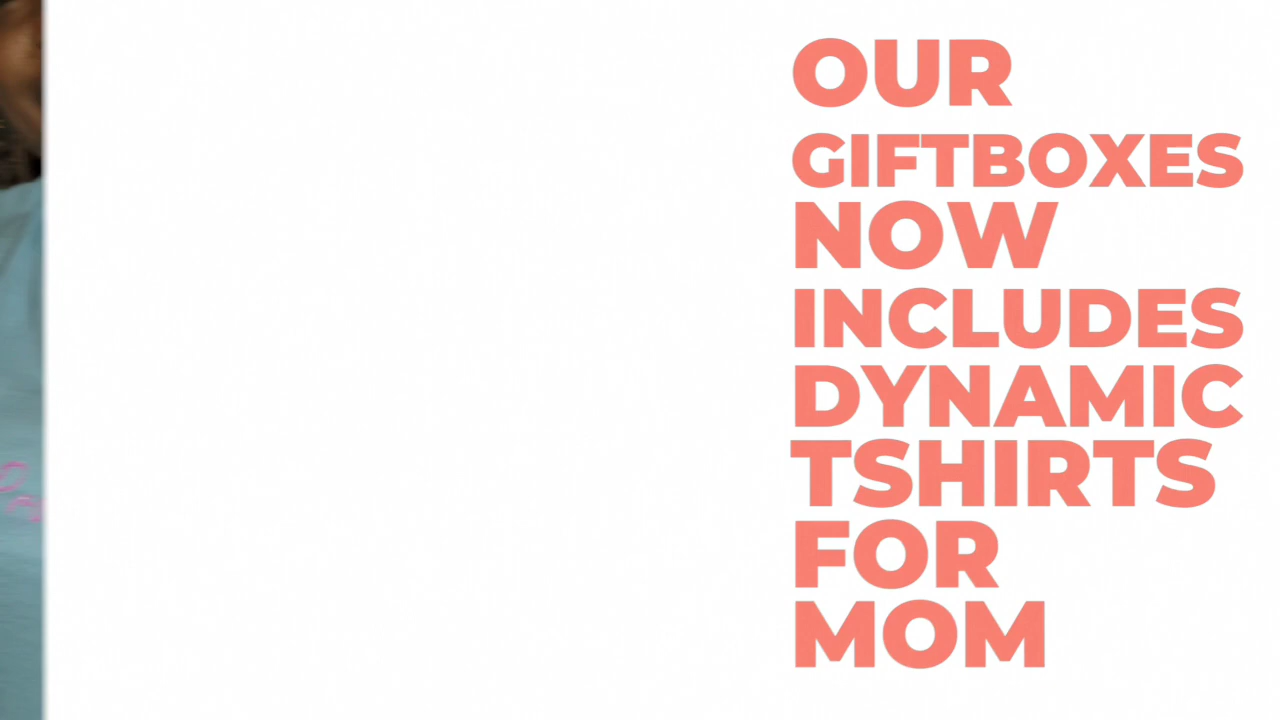 OUR
GIFTBOXES
NOW
INCLUDES
DYNAMIC
TSHIRTS
FOR
MOM